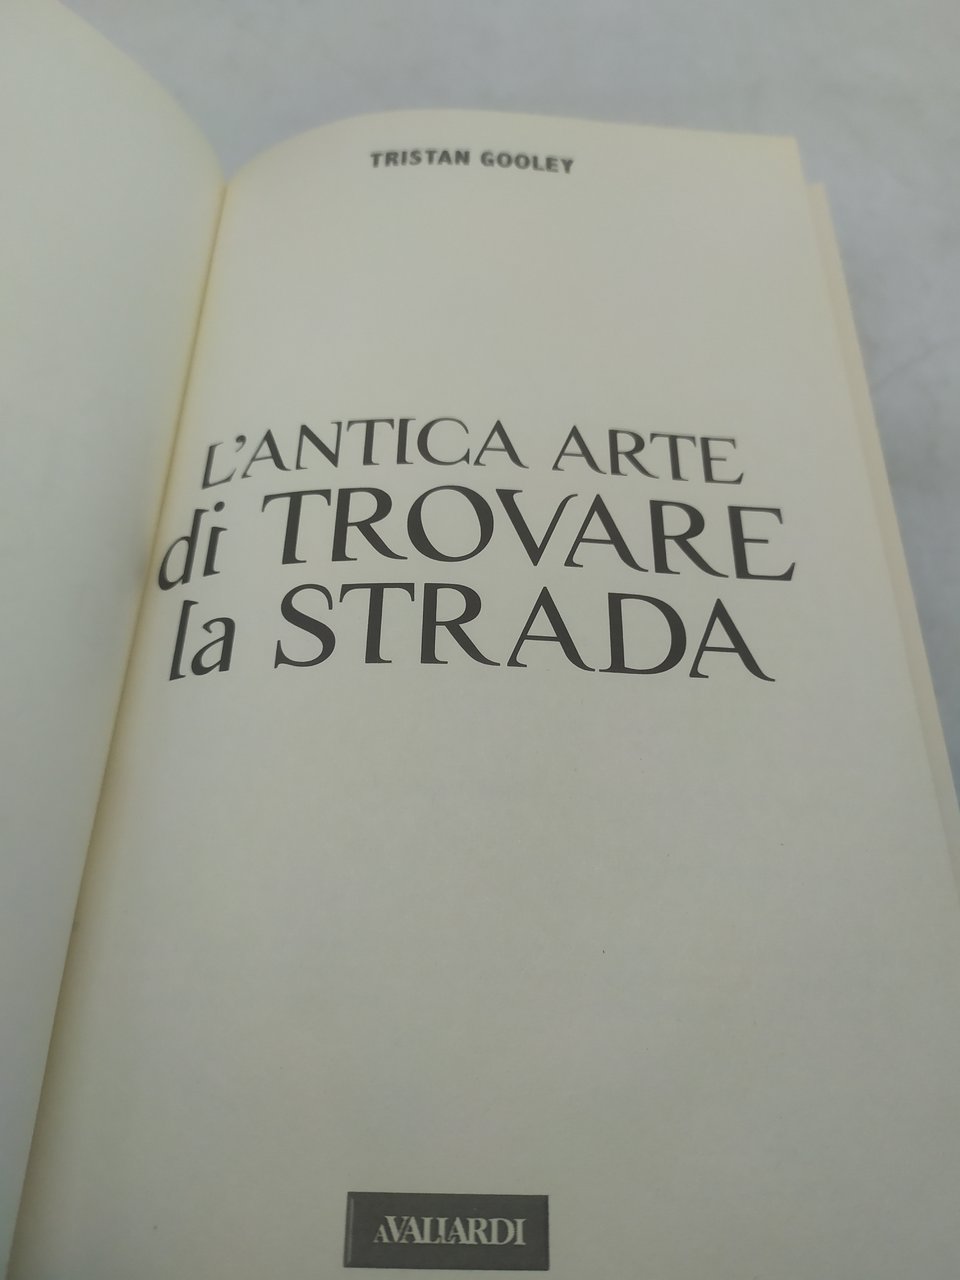 TRISTAN GOOLEY
L'ANTICA ARTE
di TROVARE
la STRADA
AVALLARDI